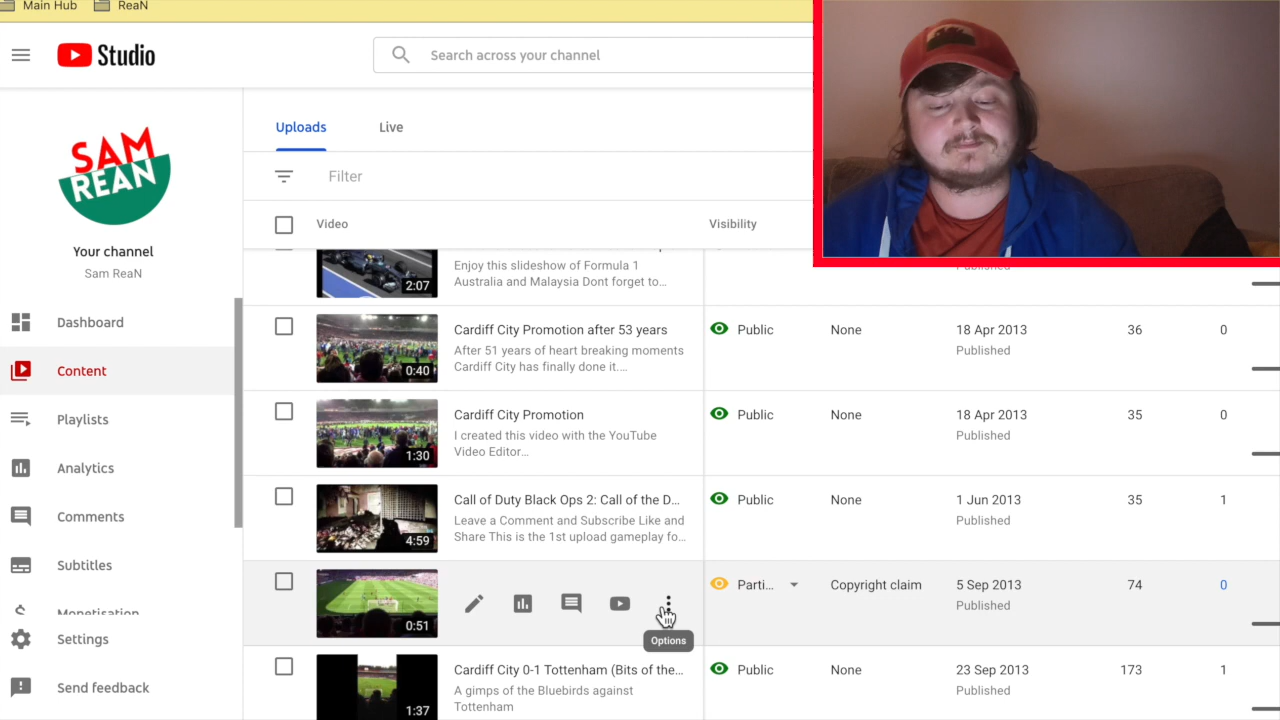 Main Hub ReaN
Studio
Search across your channel
SAM
REAN
Your channel
Sam ReaN
Dashboard
Content
Playlists
Analytics
Comments
Subtitles
Monetisation
Settings
Send feedback
Uploads Live
Filter
Video Visibility
Enjoy this slideshow of Formula 1
Australia and Malaysia Dont forget to...
2:07
Published
Cardiff City Promotion after 53 years
After 51 years of heart breaking moments
Cardiff City has finally done it....
0:40
Public None 18 Apr 2013 36 0
Published
Cardiff City Promotion
I created this video with the YouTube
Video Editor...
1:30
Public None 18 Apr 2013 35 0
Published
Call of Duty Black Ops 2: Call of the D...
Leave a Comment and Subscribe Like and
Share This is the 1st upload gameplay fo...
4:59
Public None 1 Jun 2013 35 1
Published
0:51
Options
Parti... Copyright claim 5 Sep 2013 74 0
Published
Cardiff City 0-1 Tottenham (Bits of the...
A gimps of the Bluebirds against
Tottenham
1:37
Public None 23 Sep 2013 173 1
Published